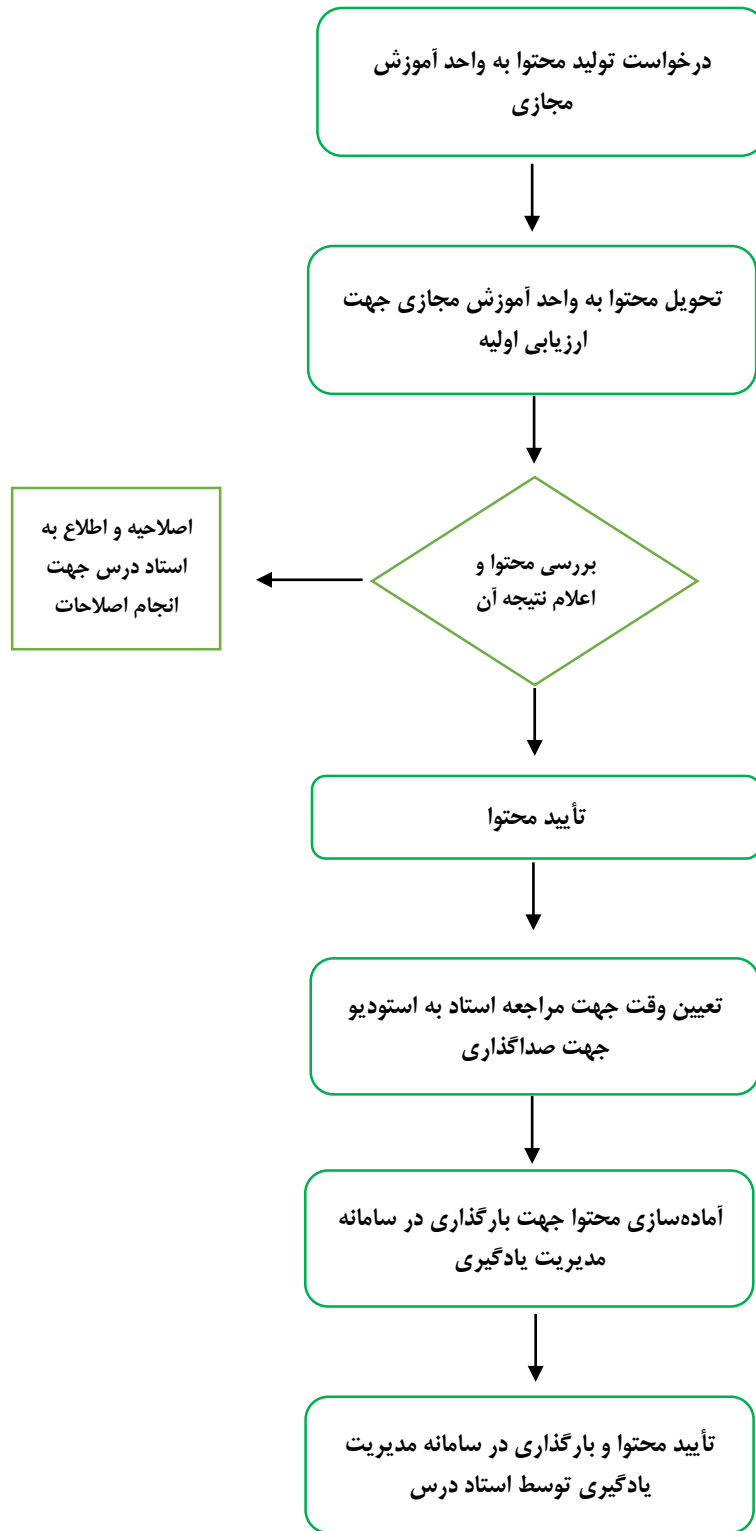 درخواست تولید محتوا به واحد آموزش
مجازی
تحویل محتوا به واحد آموزش مجازی جهت
ارزیابی اولیه
بررسی محتوا و
اعلام نتیجه آن
اصلاحیه و اطلاع به
استاد درس جهت
انجام اصلاحات
تأیید محتوا
تعیین وقت جهت مراجعه استاد به استودیو
جهت صداگذاری
آماده‌سازی محتوا جهت بارگذاری در سامانه
مدیریت یادگیری
تأیید محتوا و بارگذاری در سامانه مدیریت
یادگیری توسط استاد درس